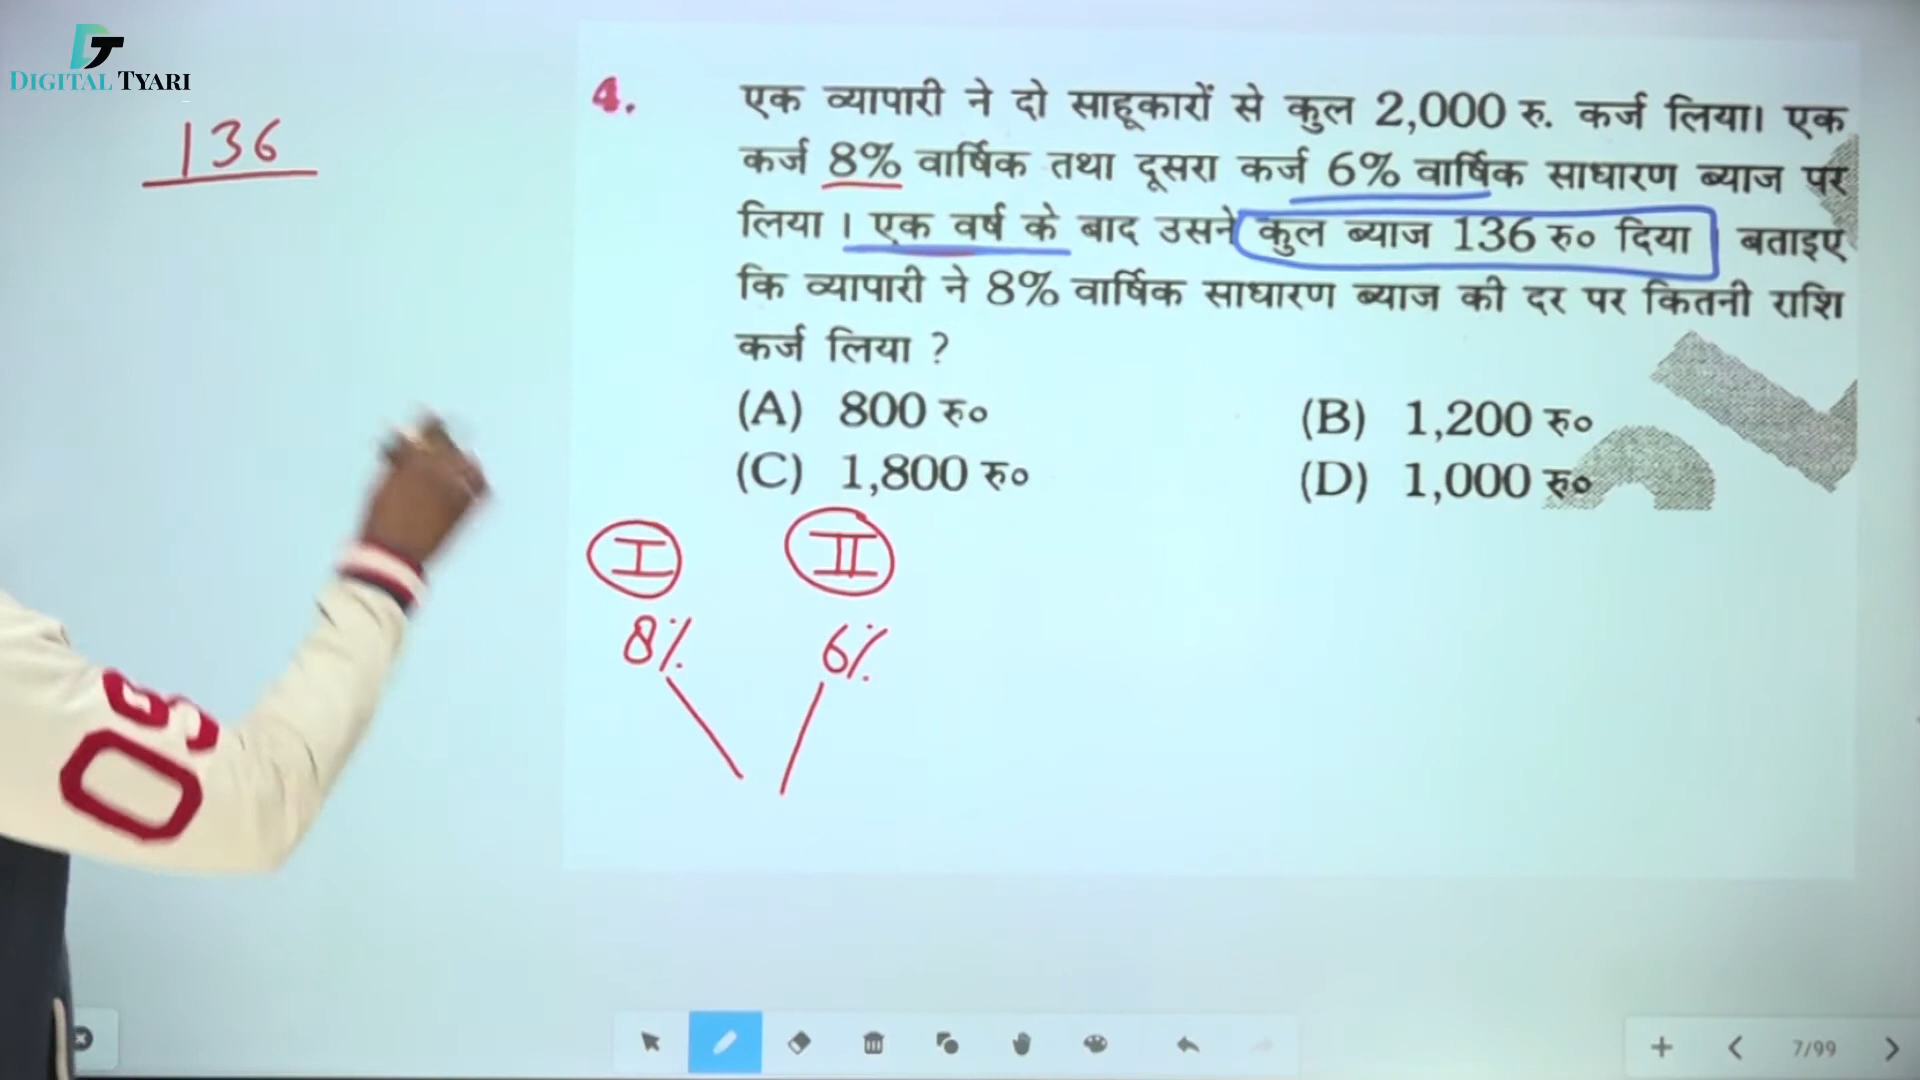 DIGITAL TYARI
136
4. एक व्यापारी ने दो साहूकारों से कुल 2,000 रु. कर्ज लिया। एक
कर्ज 8% वार्षिक तथा दूसरा कर्ज 6% वार्षिक साधारण ब्याज पर
लिया। एक वर्ष के बाद उसने कुल ब्याज 136 रु० दिया बताइए
कि व्यापारी ने 8% वार्षिक साधारण ब्याज की दर पर कितनी राशि
कर्ज लिया ?
(A) 800 रु० (B) 1,200 रु०
(C) 1,800 रु० (D) 1,000 रु०
I II
8% 6%
7/99